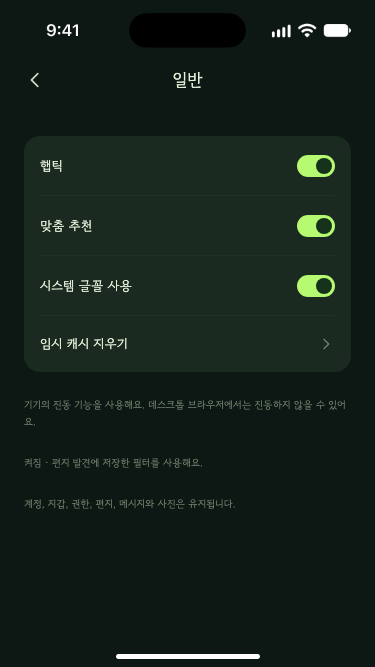 9:41
일반
햅틱
맞춤 추천
시스템 글꼴 사용
임시 캐시 지우기
기기의 진동 기능을 사용해요. 데스크톱 브라우저에서는 진동하지 않을 수 있어
요.
켜짐 · 편지 발견에 저장한 필터를 사용해요.
계정, 지갑, 권한, 편지, 메시지와 사진은 유지됩니다.